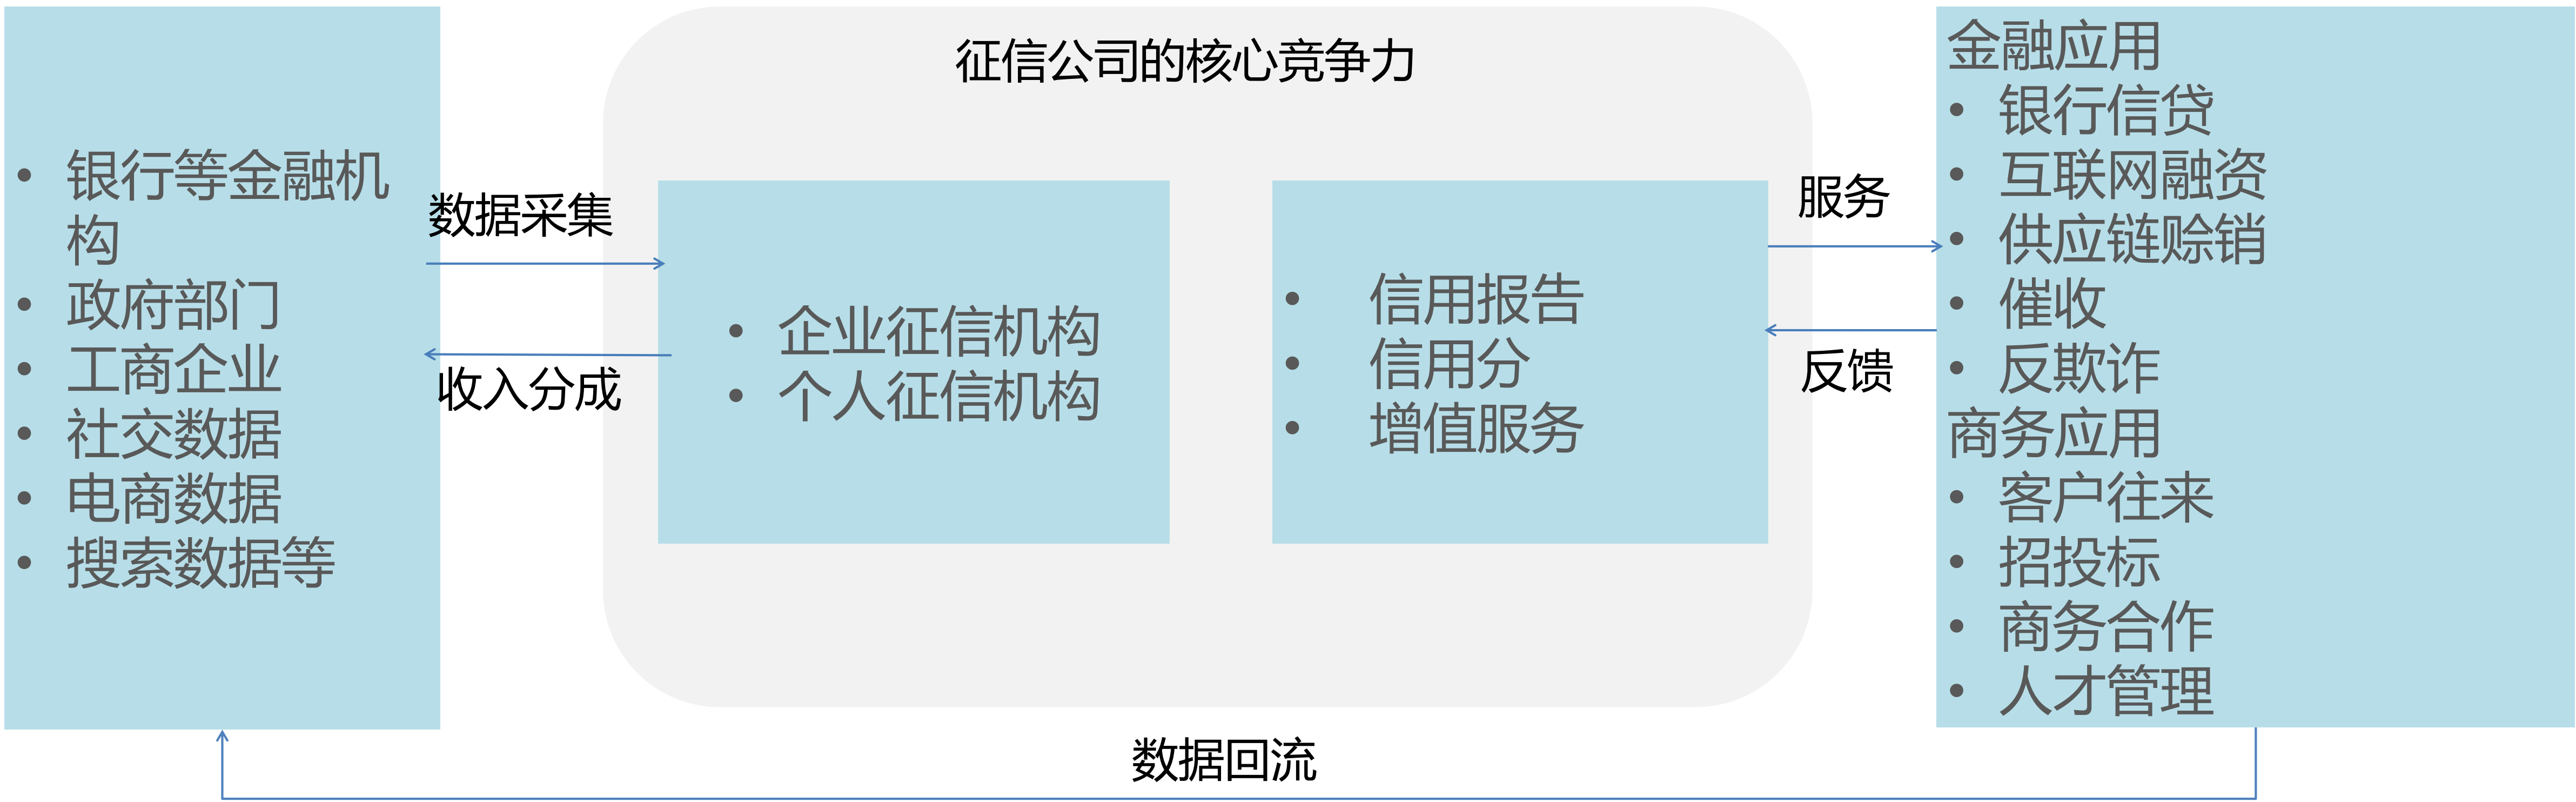 征信公司的核心竞争力
• 银行等金融机
构
• 政府部门
• 工商企业
• 社交数据
• 电商数据
• 搜索数据等
数据采集
收入分成
• 企业征信机构
• 个人征信机构
• 信用报告
• 信用分
• 增值服务
服务
反馈
金融应用
• 银行信贷
• 互联网融资
• 供应链赊销
• 催收
• 反欺诈
商务应用
• 客户往来
• 招投标
• 商务合作
• 人才管理
数据回流